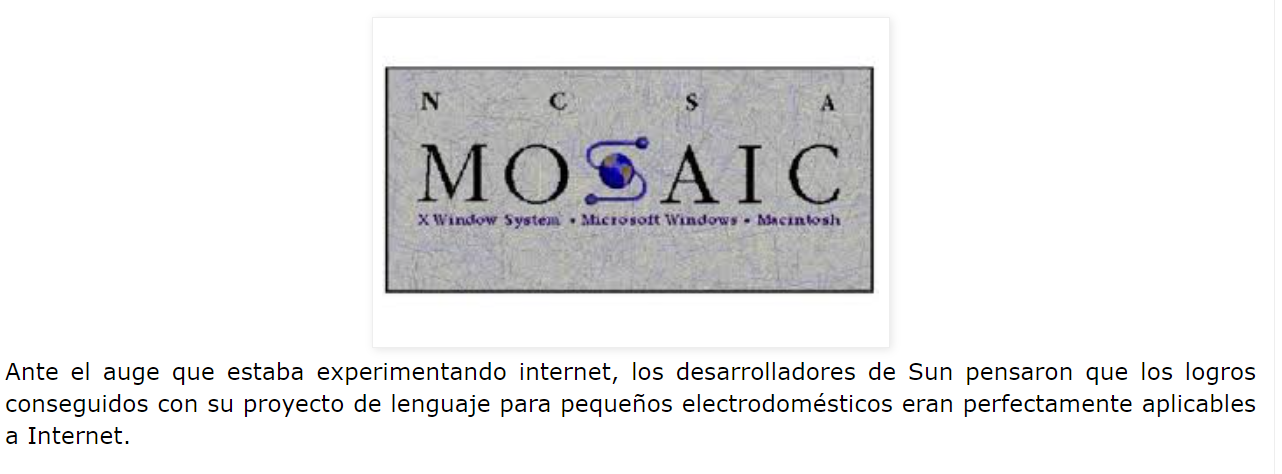 N C S A
MOSAIC
X Window System • Microsoft Windows • Macintosh
Ante el auge que estaba experimentando internet, los desarrolladores de Sun pensaron que los logros
conseguidos con su proyecto de lenguaje para pequeños electrodomésticos eran perfectamente aplicables
a Internet.